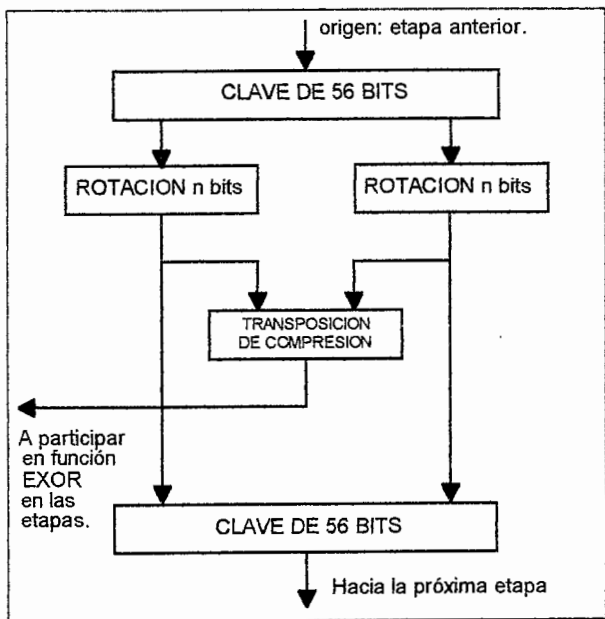 origen: etapa anterior.
CLAVE DE 56 BITS
ROTACION n bits
ROTACION n bits
TRANSPOSICION
DE COMPRESION
A participar
en función
EXOR
en las
etapas.
CLAVE DE 56 BITS
Hacia la próxima etapa